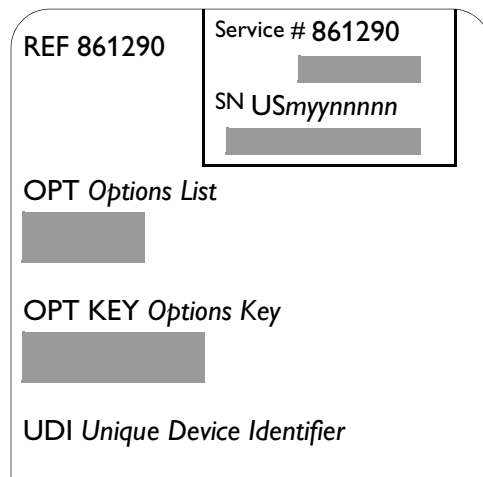 REF 861290
Service # 861290
SN USmyynnnnn
OPT Options List
OPT KEY Options Key
UDI Unique Device Identifier